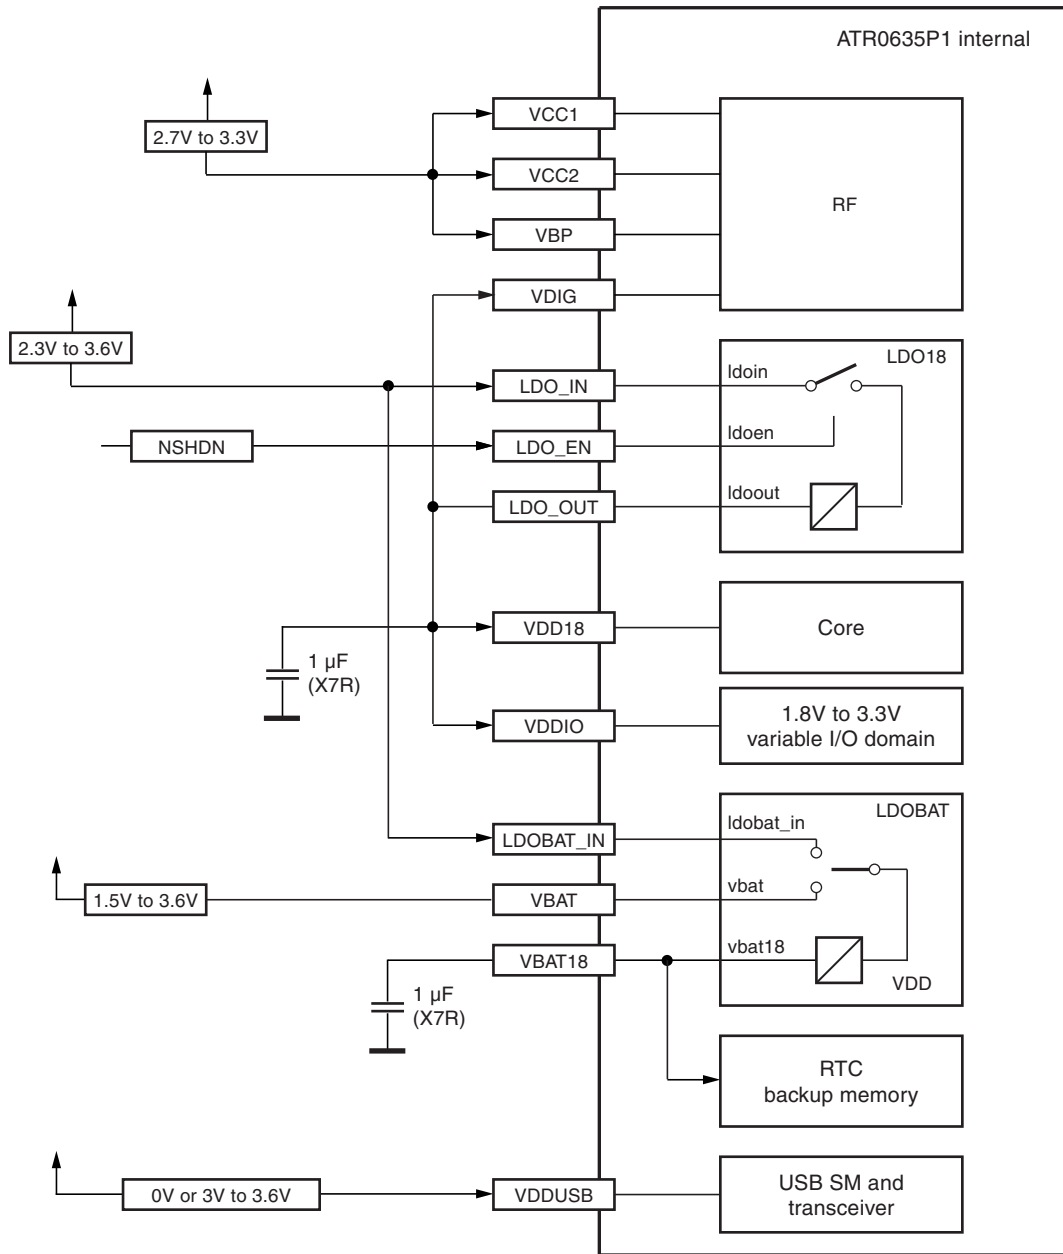 ATR0635P1 internal
2.7V to 3.3V
VCC1
VCC2
VBP
VDIG
RF
2.3V to 3.6V
LDO_IN
NSHDN
LDO_EN
LDO_OUT
LDO18
ldoin
ldoen
ldoout
1 µF
(X7R)
VDD18
Core
VDDIO
1.8V to 3.3V
variable I/O domain
LDOBAT_IN
LDOBAT
ldobat_in
1.5V to 3.6V
VBAT
vbat
VBAT18
vbat18
VDD
1 µF
(X7R)
RTC
backup memory
0V or 3V to 3.6V
VDDUSB
USB SM and
transceiver